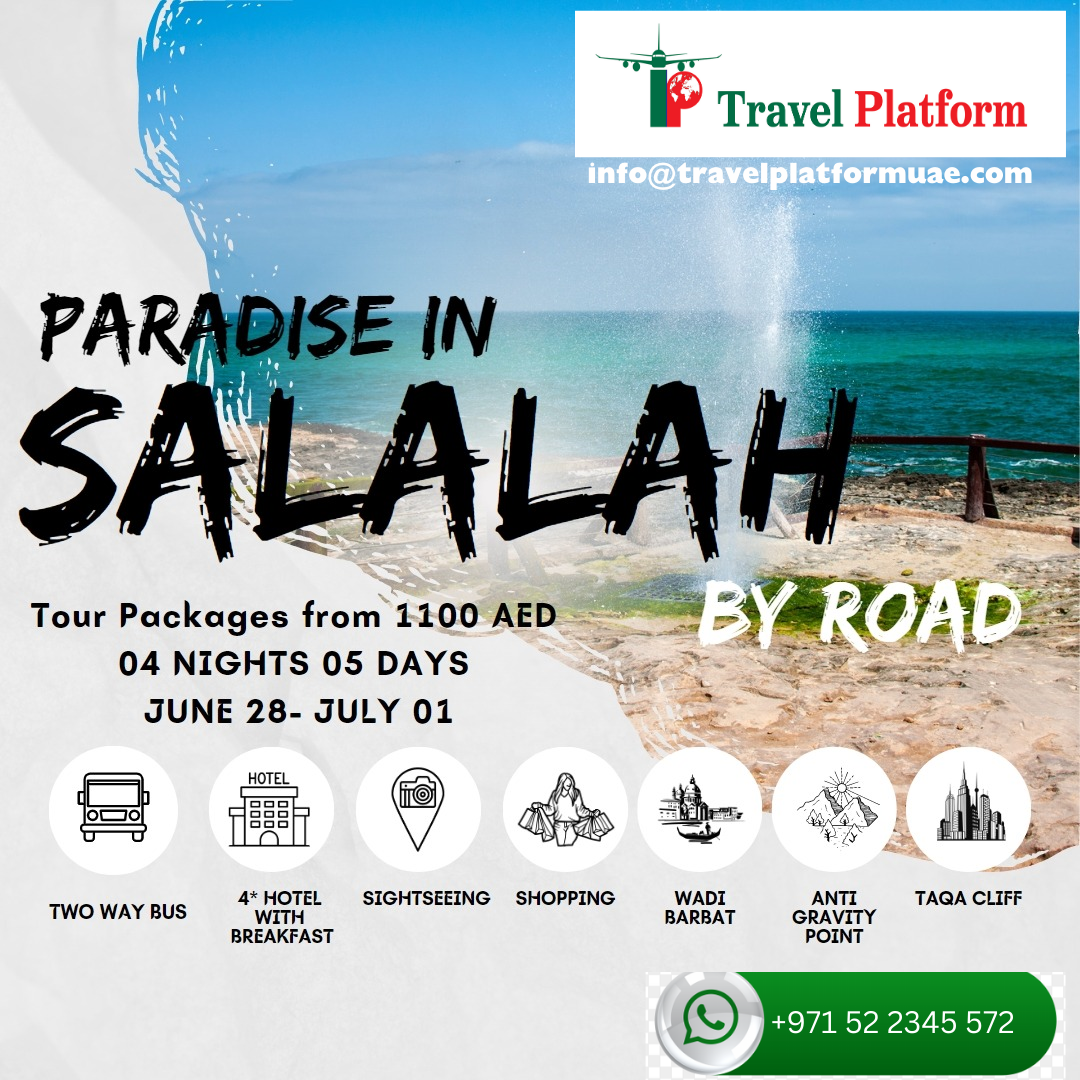 Travel Platform
info@travelplatformuae.com
PARADISE IN
SALALAH
BY ROAD
Tour Packages from 1100 AED
04 NIGHTS 05 DAYS
JUNE 28- JULY 01
HOTEL
TWO WAY BUS
4* HOTEL
WITH
BREAKFAST
SIGHTSEEING
SHOPPING
WADI
BARBAT
ANTI
GRAVITY
POINT
TAQA CLIFF
+971 52 2345 572